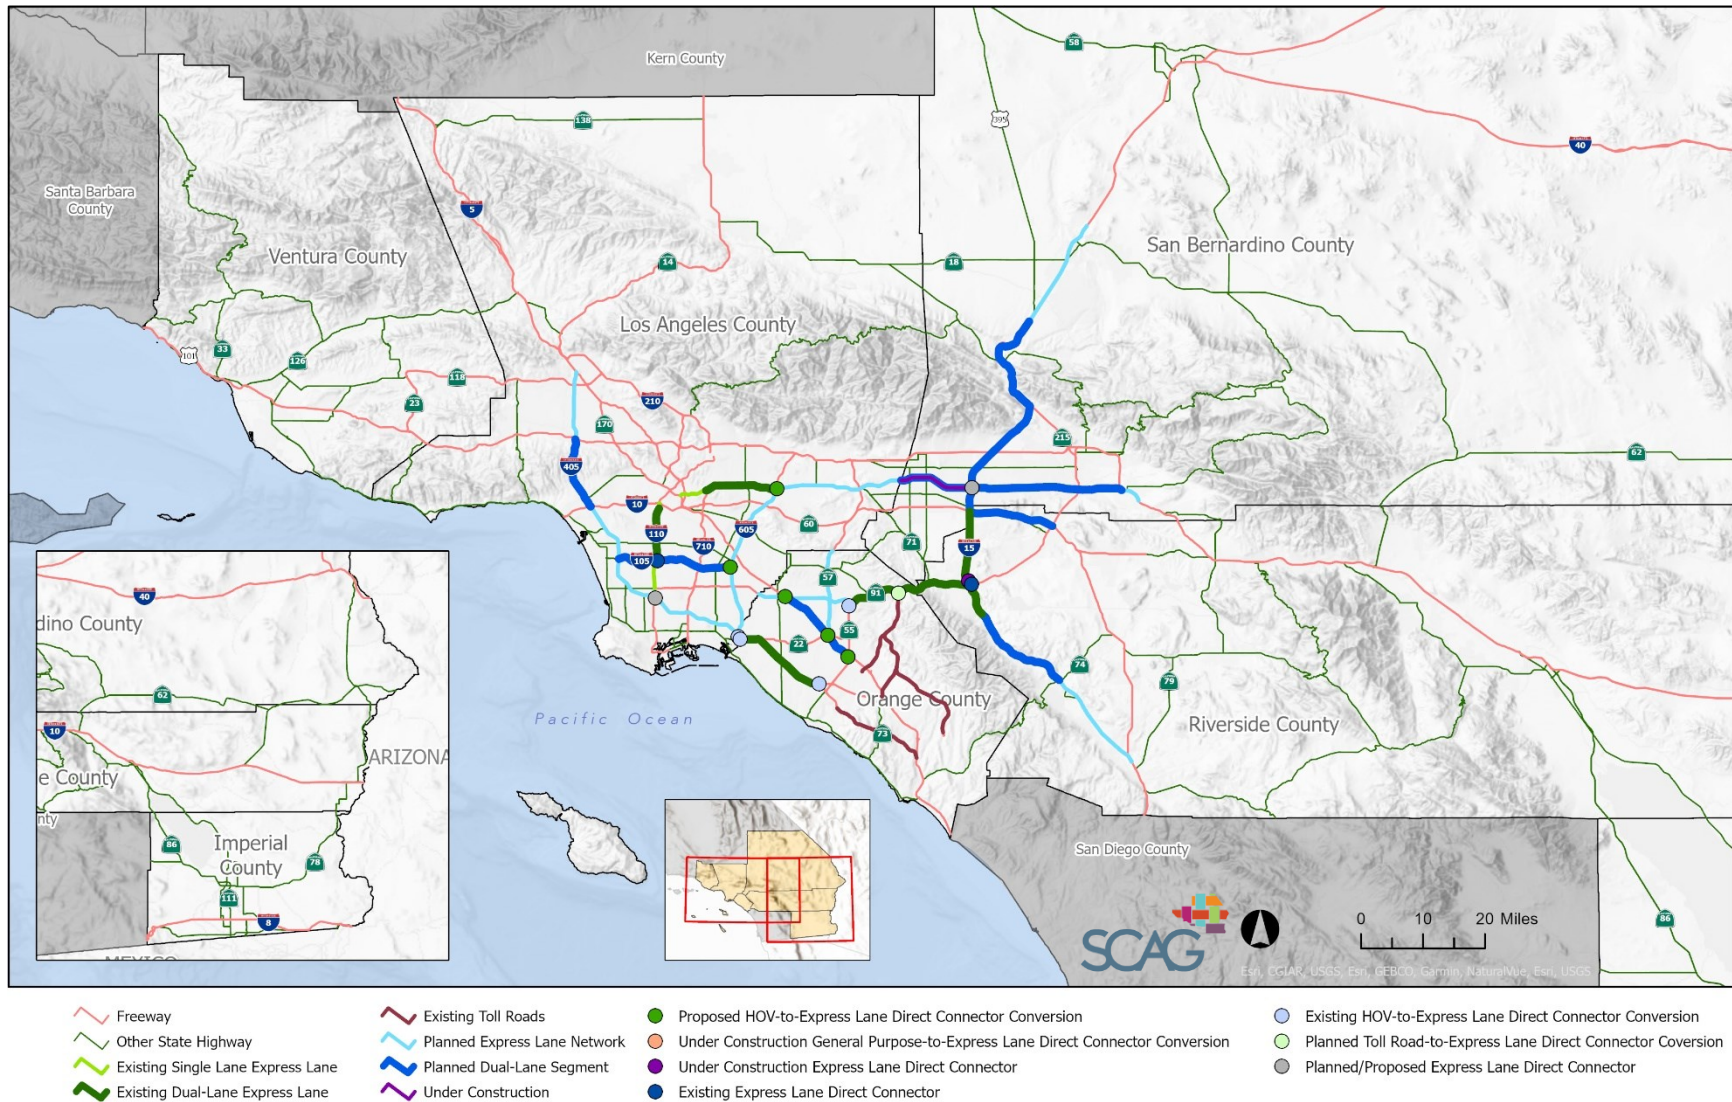 Kern County
58
395
138
40
Santa Barbara
County
5
Ventura County
San Bernardino County
14
18
Los Angeles County
101
33
126
118
23
210
170
215
62
405
10
110
60
605
710
105
71
15
57
91
55
22
74
79
Orange County
73
Riverside County
Pacific Ocean
San Diego County
86
40
dino County
62
10
ARIZONA
e County
nty
Imperial
County
86
78
111
8
MEXICO
SCAG
0 10 20 Miles
Esri, CGIAR, USGS, Esri, GEBCO, Garmin, NaturalVue, Esri, USGS
Freeway
Other State Highway
Existing Single Lane Express Lane
Existing Dual-Lane Express Lane
Existing Toll Roads
Planned Express Lane Network
Planned Dual-Lane Segment
Under Construction
Proposed HOV-to-Express Lane Direct Connector Conversion
Under Construction General Purpose-to-Express Lane Direct Connector Conversion
Under Construction Express Lane Direct Connector
Existing Express Lane Direct Connector
Existing HOV-to-Express Lane Direct Connector Conversion
Planned Toll Road-to-Express Lane Direct Connector Coversion
Planned/Proposed Express Lane Direct Connector